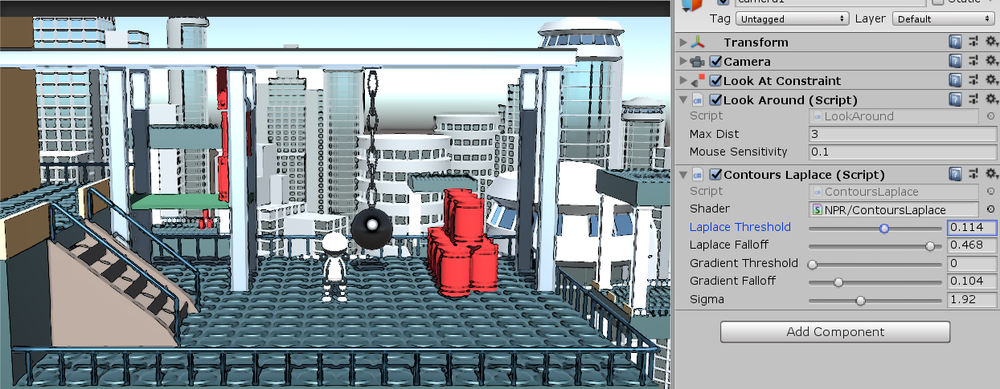 camera1 Static
Tag Untagged Layer Default
Transform
Camera
Look At Constraint
Look Around (Script)
Script LookAround
Max Dist 3
Mouse Sensitivity 0.1
Contours Laplace (Script)
Script ContoursLaplace
Shader NPR/ContoursLaplace
Laplace Threshold 0.114
Laplace Falloff 0.468
Gradient Threshold 0
Gradient Falloff 0.104
Sigma 1.92
Add Component